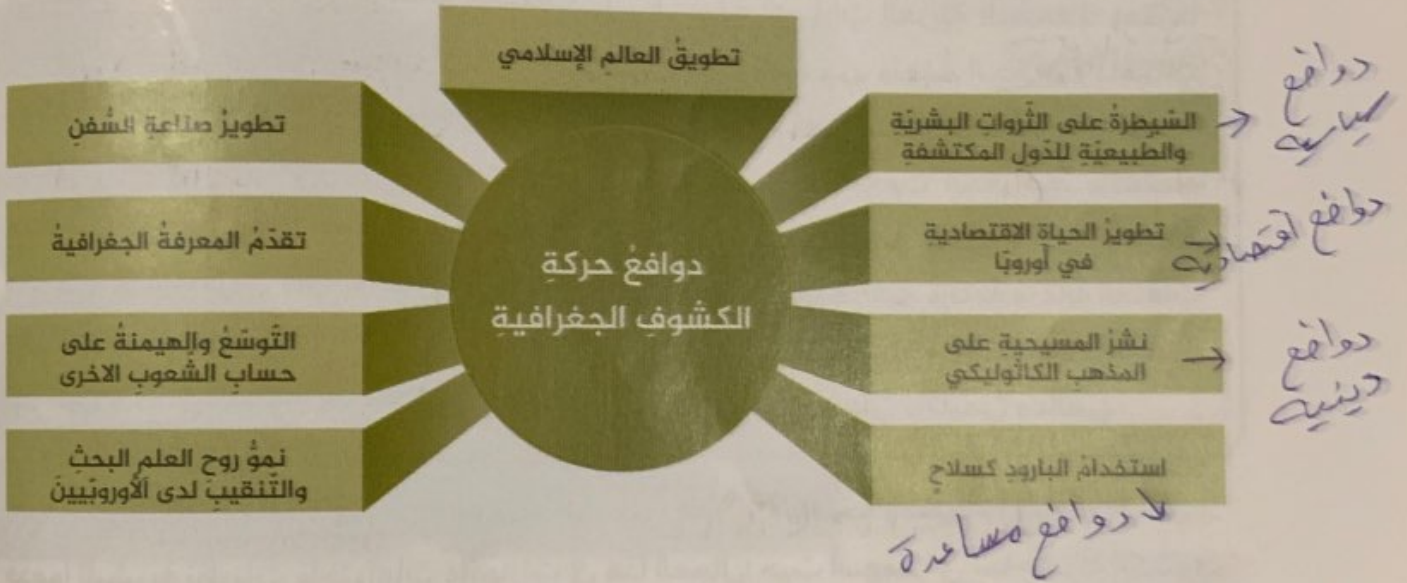 تطويقُ العالمِ الإسلامي
السّيطرةُ على الثّرواتِ البشريّةِ
والطبيعيّةِ للدّولِ المكتشفةِ
دوافع
سياسية
تطويرُ الحياةِ الاقتصاديةِ
في أوروبّا
دوافع اقتصادية
نشرُ المسيحيةِ على
المذهبِ الكاثوليكي
دوافع
دينية
استخدامُ البارودِ كسلاحٍ
دوافع مساعدة
دوافعُ حركةِ
الكشوفِ الجغرافيةِ
تطويرُ صناعةِ السُّفنِ
تقدّمُ المعرفةُ الجغرافيةُ
التّوسّعُ والهيمنةُ على
حسابِ الشّعوبِ الاخرى
نموُّ روحِ العلمِ البحثِ
والتّنقيبَ لدى الأوروبّيينَ